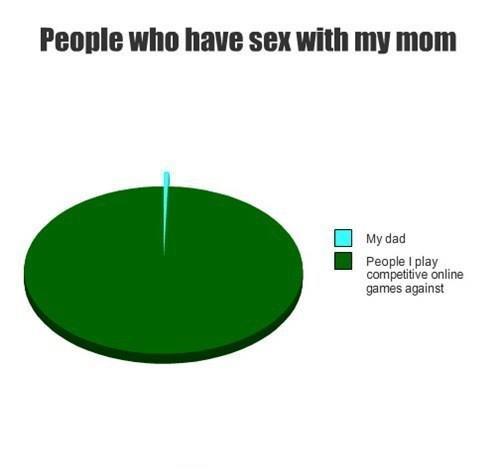 People who have sex with my mom
My dad
People I play
competitive online
games against